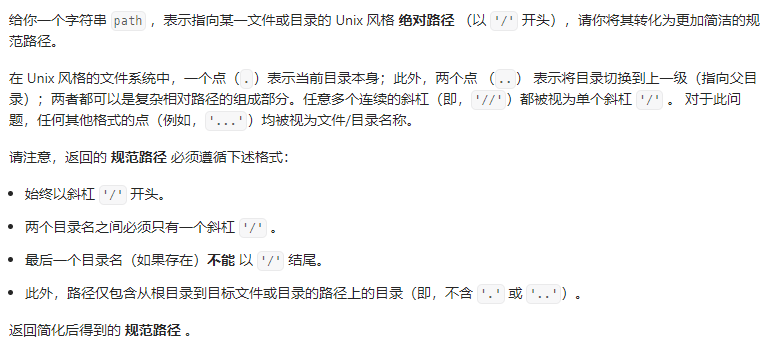 给你一个字符串 path ，表示指向某一文件或目录的 Unix 风格 绝对路径 （以 '/' 开头），请你将其转化为更加简洁的规
范路径。
在 Unix 风格的文件系统中，一个点（.）表示当前目录本身；此外，两个点 （..） 表示将目录切换到上一级（指向父目
录）；两者都可以是复杂相对路径的组成部分。任意多个连续的斜杠（即，'//'）都被视为单个斜杠 '/' 。 对于此问
题，任何其他格式的点（例如，'...'）均被视为文件/目录名称。
请注意，返回的 规范路径 必须遵循下述格式：
• 始终以斜杠 '/' 开头。
• 两个目录名之间必须只有一个斜杠 '/' 。
• 最后一个目录名（如果存在）不能 以 '/' 结尾。
• 此外，路径仅包含从根目录到目标文件或目录的路径上的目录（即，不含 '.' 或 '..'）。
返回简化后得到的 规范路径 。